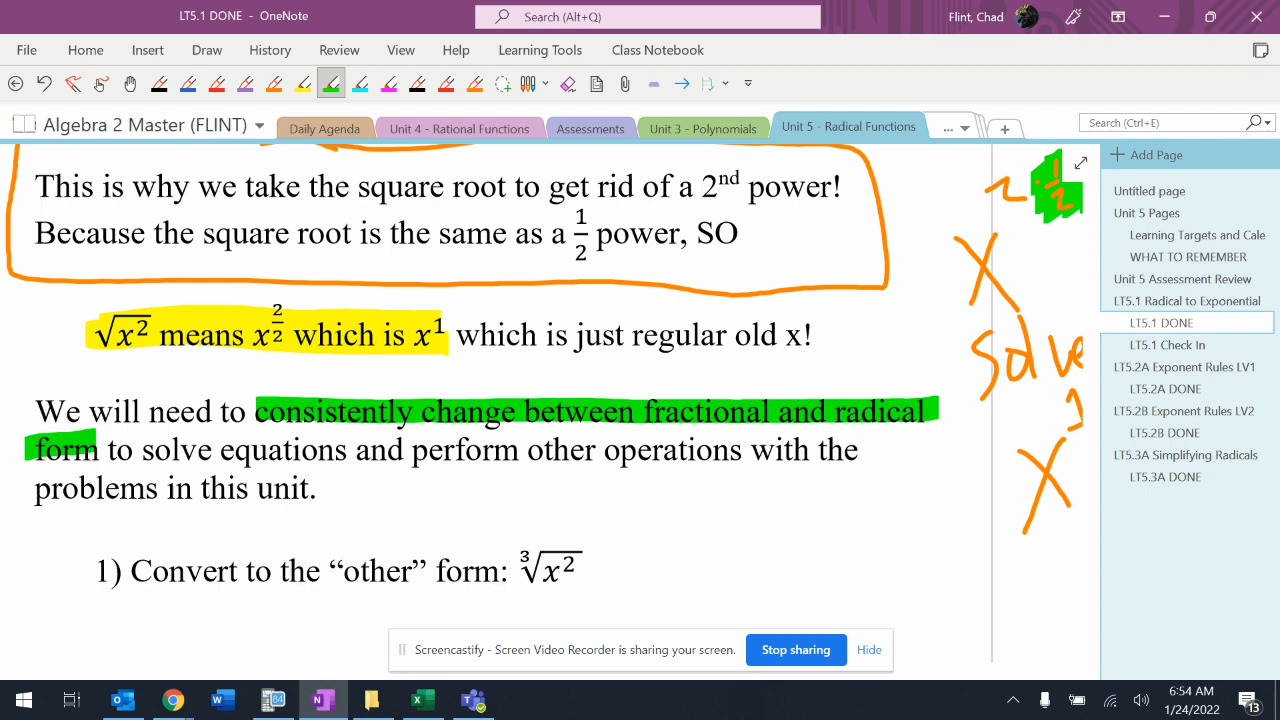 LT5.1 DONE - OneNote
Search (Alt+Q)
Flint, Chad
File Home Insert Draw History Review View Help Learning Tools Class Notebook
Algebra 2 Master (FLINT)
Daily Agenda
Unit 4 - Rational Functions
Assessments
Unit 3 - Polynomials
Unit 5 - Radical Functions
...
Search (Ctrl+E)
This is why we take the square root to get rid of a 2ⁿᵈ power!
Because the square root is the same as a 1/2 power, SO
√x² means x^(2/2) which is x¹ which is just regular old x!
We will need to consistently change between fractional and radical
form to solve equations and perform other operations with the
problems in this unit.
1) Convert to the “other” form: ∛x²
2 · 1/2
X
Solve
X
Add Page
Untitled page
Unit 5 Pages
Learning Targets and Cale
WHAT TO REMEMBER
Unit 5 Assessment Review
LT5.1 Radical to Exponential
LT5.1 DONE
LT5.1 Check In
LT5.2A Exponent Rules LV1
LT5.2A DONE
LT5.2B Exponent Rules LV2
LT5.2B DONE
LT5.3A Simplifying Radicals
LT5.3A DONE
Screencastify - Screen Video Recorder is sharing your screen.
Stop sharing
Hide
6:54 AM
1/24/2022
13